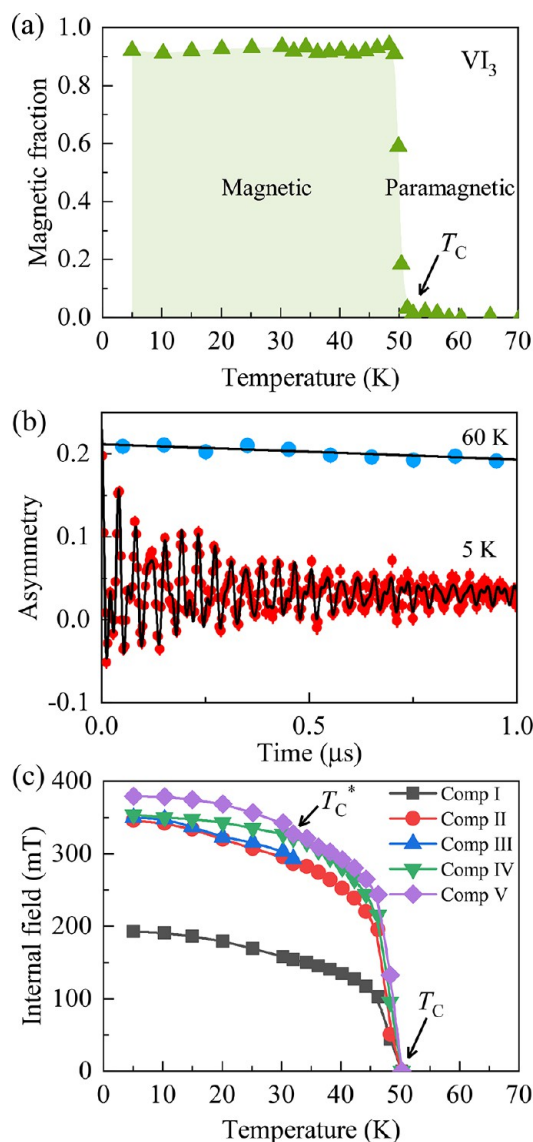 (a)
1.0
0.8
0.6
0.4
0.2
0.0
Magnetic fraction
VI₃
Magnetic
Paramagnetic
T_C
0 10 20 30 40 50 60 70
Temperature (K)
(b)
0.2
0.1
0.0
-0.1
Asymmetry
60 K
5 K
0.0 0.5 1.0
Time (μs)
(c)
400
300
200
100
0
Internal field (mT)
T_C*
Comp I
Comp II
Comp III
Comp IV
Comp V
T_C
0 10 20 30 40 50 60 70
Temperature (K)